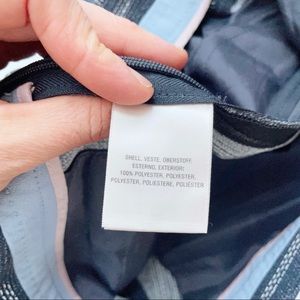 SHELL, VESTE, OBERSTOFF,
ESTERNO, EXTERIOR:
100% POLYESTER, POLYESTER,
POLYESTER, POLIESTERE, POLIÉSTER